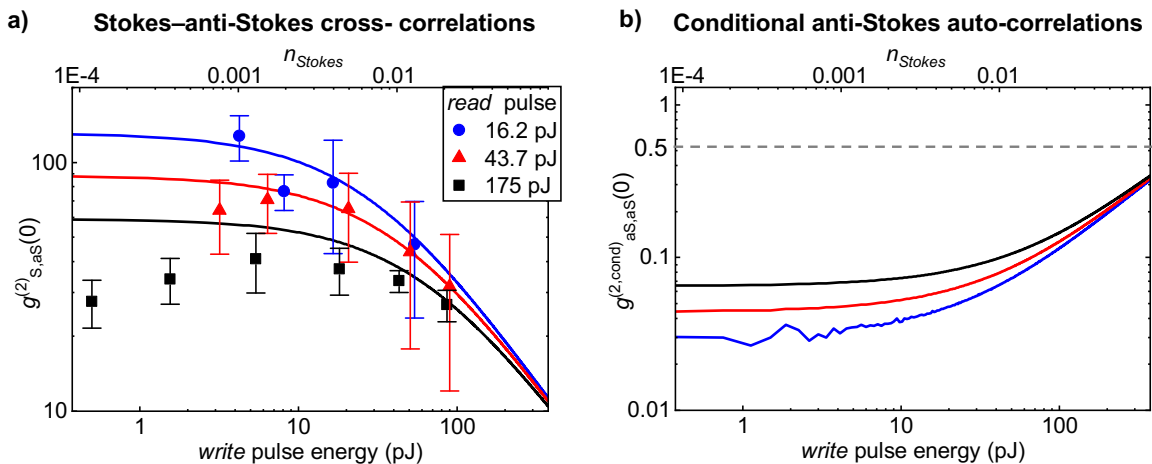 a) Stokes–anti-Stokes cross- correlations
n_Stokes
1E-4 0.001 0.01
read pulse
16.2 pJ
43.7 pJ
175 pJ
100
10
g^(2)_S,aS(0)
1 10 100
write pulse energy (pJ)
b) Conditional anti-Stokes auto-correlations
n_Stokes
1E-4 0.001 0.01
1
0.5
0.1
0.01
g^(2,cond)_aS,aS(0)
1 10 100
write pulse energy (pJ)